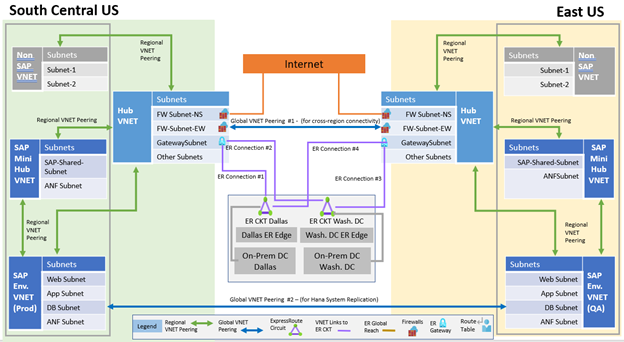 South Central US
East US
Non
SAP
VNET
Subnets
Subnet-1
Subnet-2
Regional
VNET
Peering
Internet
Regional
VNET
Peering
Subnets
Subnet-1
Subnet-2
Non
SAP
VNET
Hub
VNET
Subnets
FW Subnet-NS
FW-Subnet-EW
GatewaySubnet
Other Subnets
Global VNET Peering #1 - (for cross-region connectivity)
Subnets
FW Subnet-NS
FW-Subnet-EW
GatewaySubnet
Other Subnets
Hub
VNET
Regional VNET Peering
Regional VNET Peering
SAP
Mini
Hub
VNET
Subnets
SAP-Shared-
Subnet
ANF Subnet
ER Connection #2
ER Connection #4
ER Connection #1
ER Connection #3
Subnets
SAP-Shared-Subnet
ANFSubnet
SAP
Mini
Hub
VNET
Regional
VNET
Peering
Regional
VNET
Peering
Regional
VNET
Peering
Regional
VNET
Peering
ER CKT Dallas
ER CKT Wash. DC
Dallas ER Edge
Wash. DC ER Edge
On-Prem DC
Dallas
On-Prem DC
Wash. DC
SAP
Env.
VNET
(Prod)
Subnets
Web Subnet
App Subnet
DB Subnet
ANF Subnet
Global VNET Peering #2 – (for Hana System Replication)
Subnets
Web Subnet
App Subnet
DB Subnet
ANF Subnet
SAP
Env.
VNET
(QA)
Legend
Regional
VNET Peering
Global VNET
Peering
ExpressRoute
Circuit
VNET Links to
ER CKT
ER Global
Reach
Firewalls
ER
Gateway
Route
Table